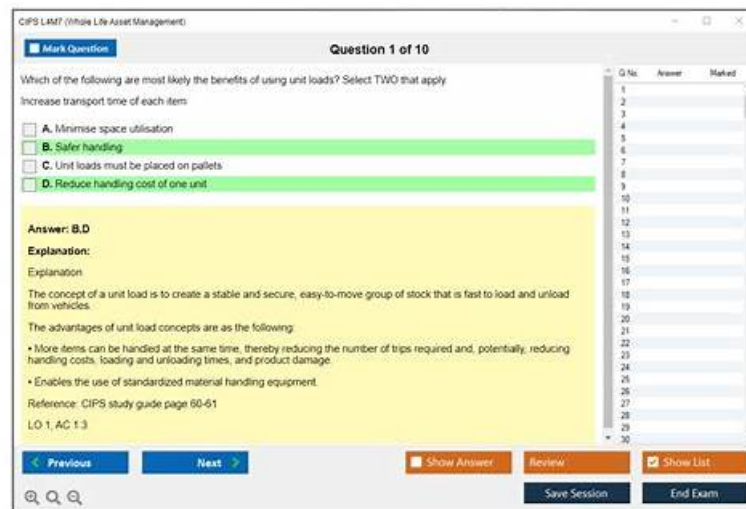 CIPS L4M7 (Whole Life Asset Management)
Mark Question
Question 1 of 10
Which of the following are most likely the benefits of using unit loads? Select TWO that apply
Increase transport time of each item
A. Minimise space utilisation
B. Safer handling
C. Unit loads must be placed on pallets
D. Reduce handling cost of one unit
Answer: B,D
Explanation:
Explanation
The concept of a unit load is to create a stable and secure, easy-to-move group of stock that is fast to load and unload
from vehicles.
The advantages of unit load concepts are as the following:
• More items can be handled at the same time, thereby reducing the number of trips required and, potentially, reducing
handling costs, loading and unloading times, and product damage.
• Enables the use of standardized material handling equipment.
Reference: CIPS study guide page 60-61
LO 1, AC 1.3
Q No. Answer Marked
1
2
3
4
5
6
7
8
9
10
11
12
13
14
15
16
17
18
19
20
21
22
23
24
25
26
27
28
29
30
Previous
Next
Show Answer
Review
Show List
Save Session
End Exam